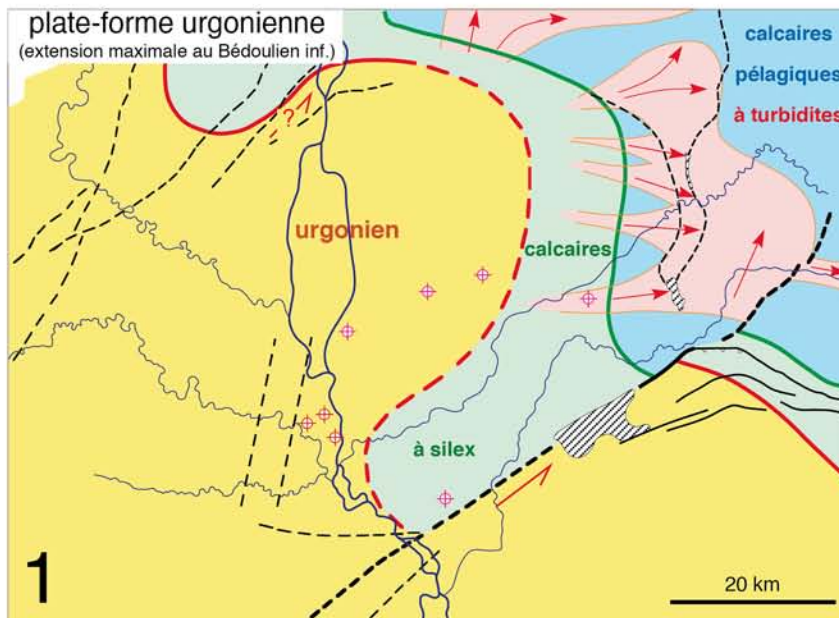 plate-forme urgonienne
(extension maximale au Bédoulien inf.)
calcaires
pélagiques
à turbidites
?
urgonien
calcaires
à silex
1
20 km